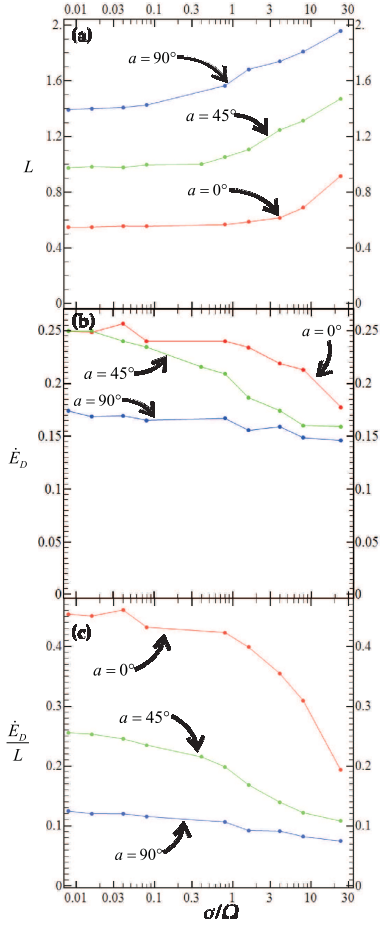 0.01 0.03 0.1 0.3 1 3 10 30
(a)
2. 2.
a = 90°
1.6 1.6
a = 45°
1.2 1.2
L
a = 0°
0.8 0.8
0.4 0.4
(b)
0.25 0.25
a = 0°
a = 45°
0.2 0.2
a = 90°
0.15 0.15
Ė_D
0.1 0.1
0.05 0.05
0 0
(c)
0.4 0.4
a = 0°
0.3 0.3
a = 45°
Ė_D
L
0.2 0.2
0.1 0.1
a = 90°
0 0
0.01 0.03 0.1 0.3 1 3 10 30
σ/Ω